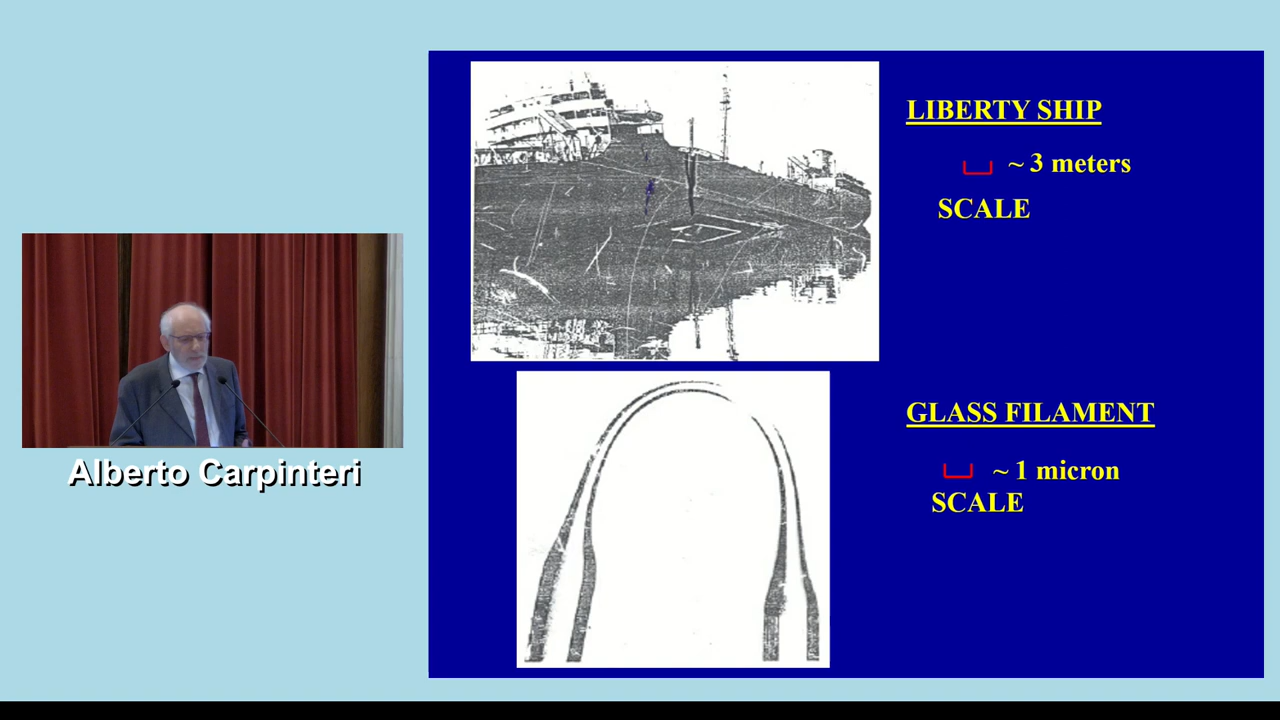 LIBERTY SHIP
~ 3 meters
SCALE
GLASS FILAMENT
~ 1 micron
SCALE
Alberto Carpinteri